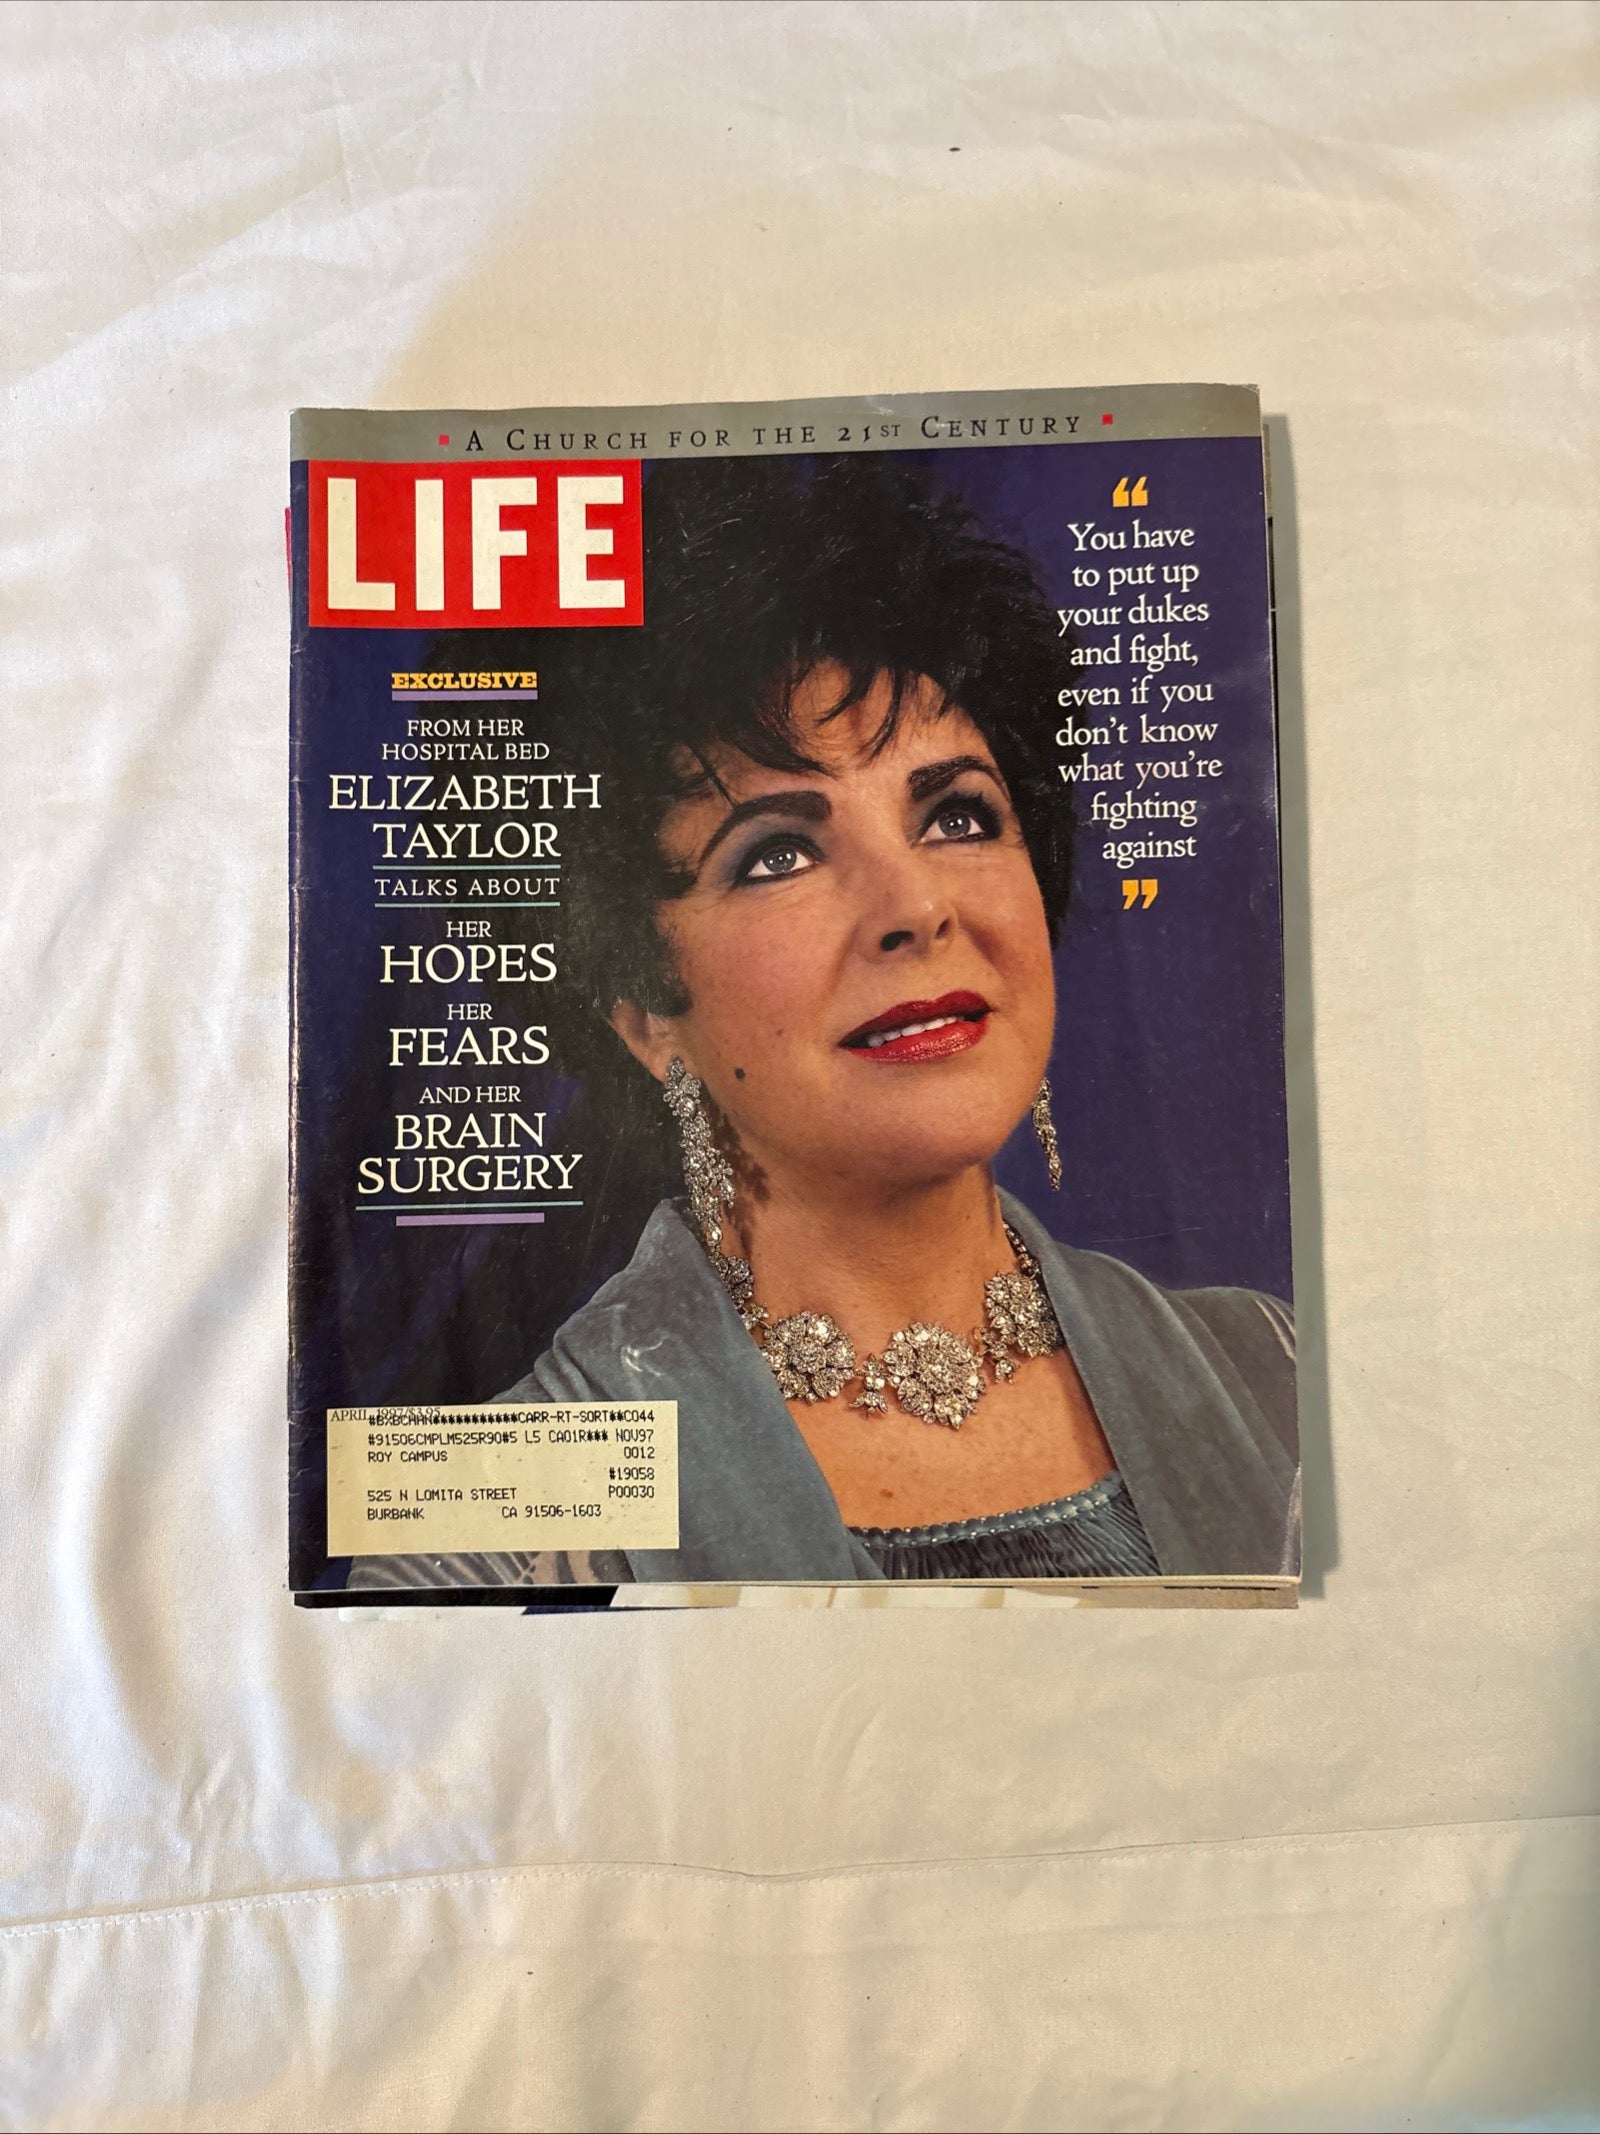 A CHURCH FOR THE 21ST CENTURY
LIFE
EXCLUSIVE
FROM HER
HOSPITAL BED
ELIZABETH
TAYLOR
TALKS ABOUT
HER
HOPES
HER
FEARS
AND HER
BRAIN
SURGERY
“
You have
to put up
your dukes
and fight,
even if you
don't know
what you're
fighting
against
”
APRIL 1997/$3.95
#BXBCHHN***********CARR-RT-SORT**C044
#91506CMPLM525R90#5 L5 CA01R*** NOV97
ROY CAMPUS 0012
#19058
525 N LOMITA STREET P00030
BURBANK CA 91506-1603